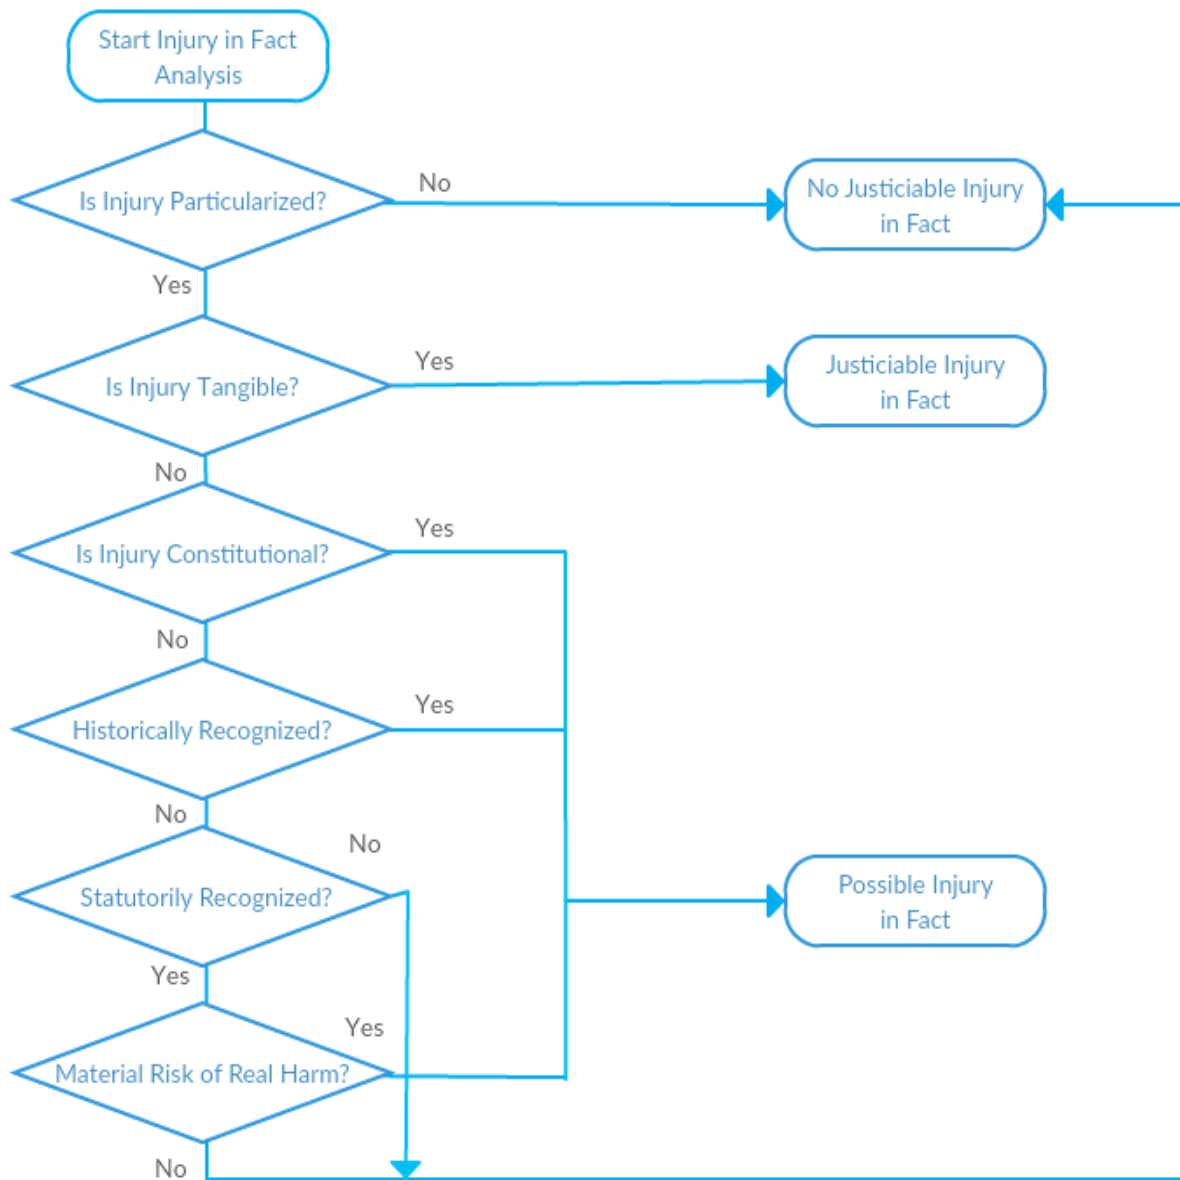 Start Injury in Fact
Analysis
Is Injury Particularized?
No
No Justiciable Injury
in Fact
Yes
Is Injury Tangible?
Yes
Justiciable Injury
in Fact
No
Is Injury Constitutional?
Yes
No
Historically Recognized?
Yes
No
Statutorily Recognized?
No
Possible Injury
in Fact
Yes
Material Risk of Real Harm?
Yes
No